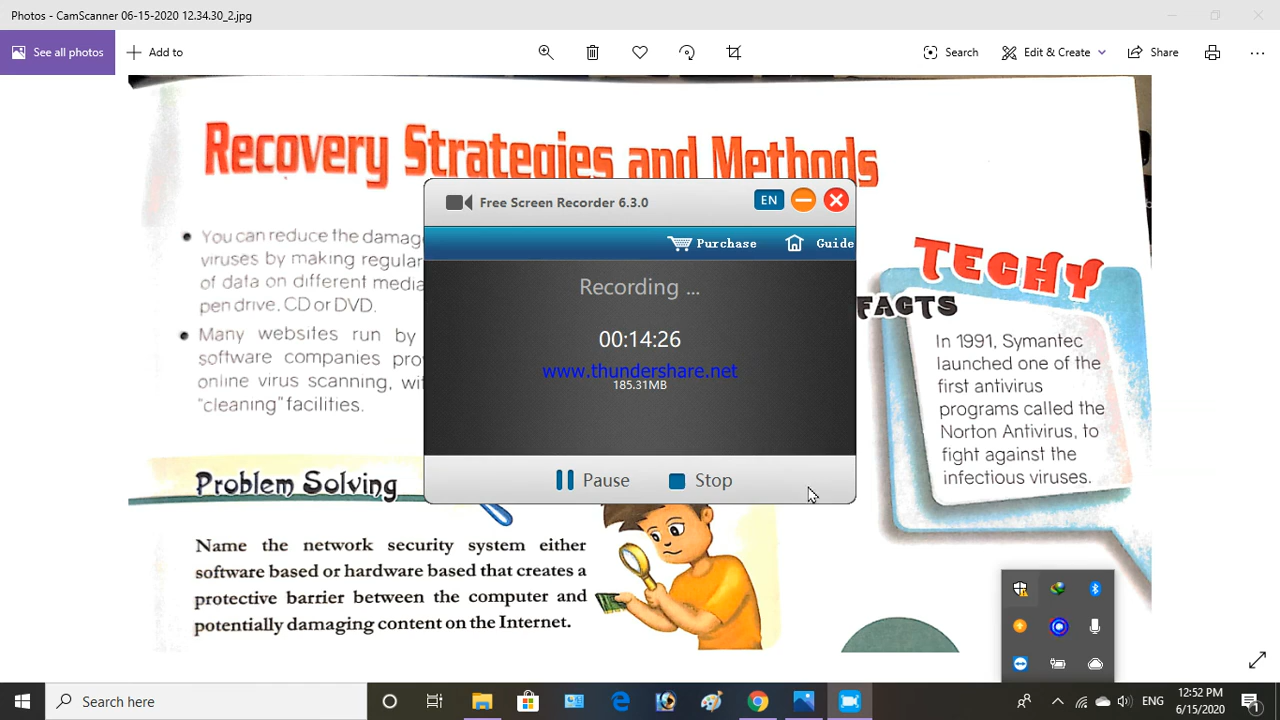 Photos - CamScanner 06-15-2020 12.34.30_2.jpg
See all photos
Add to
Search
Edit & Create
Share
Recovery Strategies and Methods
Free Screen Recorder 6.3.0
EN
Purchase
Guide
Recording ...
00:14:26
www.thundershare.net
185.31MB
Pause
Stop
You can reduce the damag
viruses by making regular
of data on different media
pen drive, CD or DVD.
Many websites run by
software companies pro
online virus scanning, wit
"cleaning" facilities.
TECHY
FACTS
In 1991, Symantec
launched one of the
first antivirus
programs called the
Norton Antivirus, to
fight against the
infectious viruses.
Problem Solving
Name the network security system either
software based or hardware based that creates a
protective barrier between the computer and
potentially damaging content on the Internet.
Search here
ENG
12:52 PM
6/15/2020
1